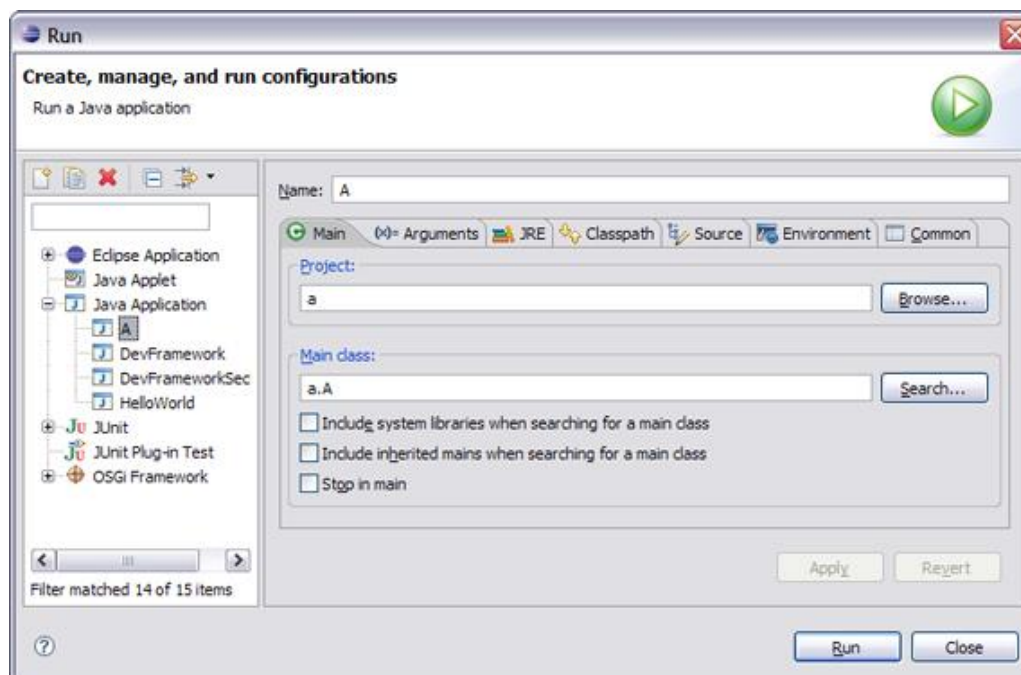 Run
Create, manage, and run configurations
Run a Java application
Name: A
Main (x)= Arguments JRE Classpath Source Environment Common
Eclipse Application
Java Applet
Java Application
A
DevFramework
DevFrameworkSec
HelloWorld
JUnit
JUnit Plug-in Test
OSGi Framework
Filter matched 14 of 15 items
Project:
a
Browse...
Main class:
a.A
Search...
Include system libraries when searching for a main class
Include inherited mains when searching for a main class
Stop in main
Apply Revert
Run Close